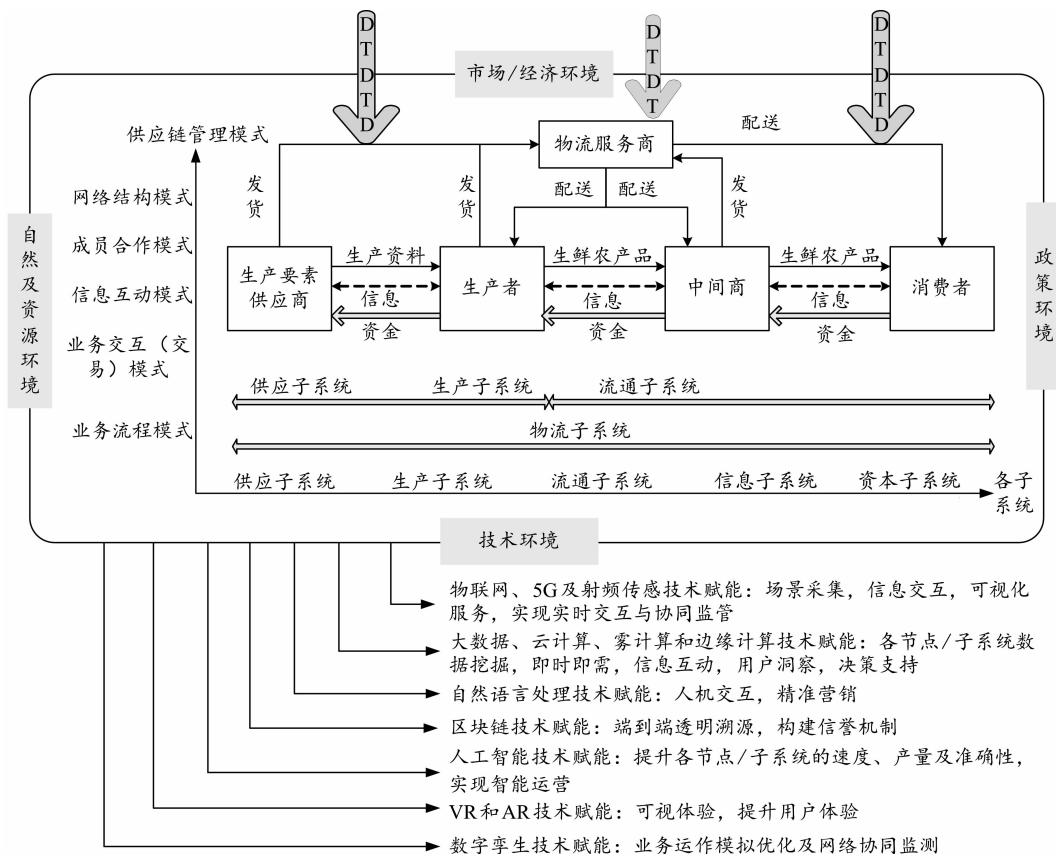 DTDTD
DTDT
DTDTD
市场/经济环境
供应链管理模式
网络结构模式
成员合作模式
信息互动模式
业务交互（交
易）模式
业务流程模式
自然及资源环境
政策环境
物流服务商
配送
发货
发货
配送
配送
发货
生产要素
供应商
生产资料
信息
资金
生产者
生鲜农产品
信息
资金
中间商
生鲜农产品
信息
资金
消费者
供应子系统
生产子系统
流通子系统
物流子系统
供应子系统
生产子系统
流通子系统
信息子系统
资本子系统
各子
系统
技术环境
物联网、5G及射频传感技术赋能：场景采集，信息交互，可视化
服务，实现实时交互与协同监管
大数据、云计算、雾计算和边缘计算技术赋能：各节点/子系统数
据挖掘，即时即需，信息互动，用户洞察，决策支持
自然语言处理技术赋能：人机交互，精准营销
区块链技术赋能：端到端透明溯源，构建信誉机制
人工智能技术赋能：提升各节点/子系统的速度、产量及准确性，
实现智能运营
VR和AR技术赋能：可视体验，提升用户体验
数字孪生技术赋能：业务运作模拟优化及网络协同监测